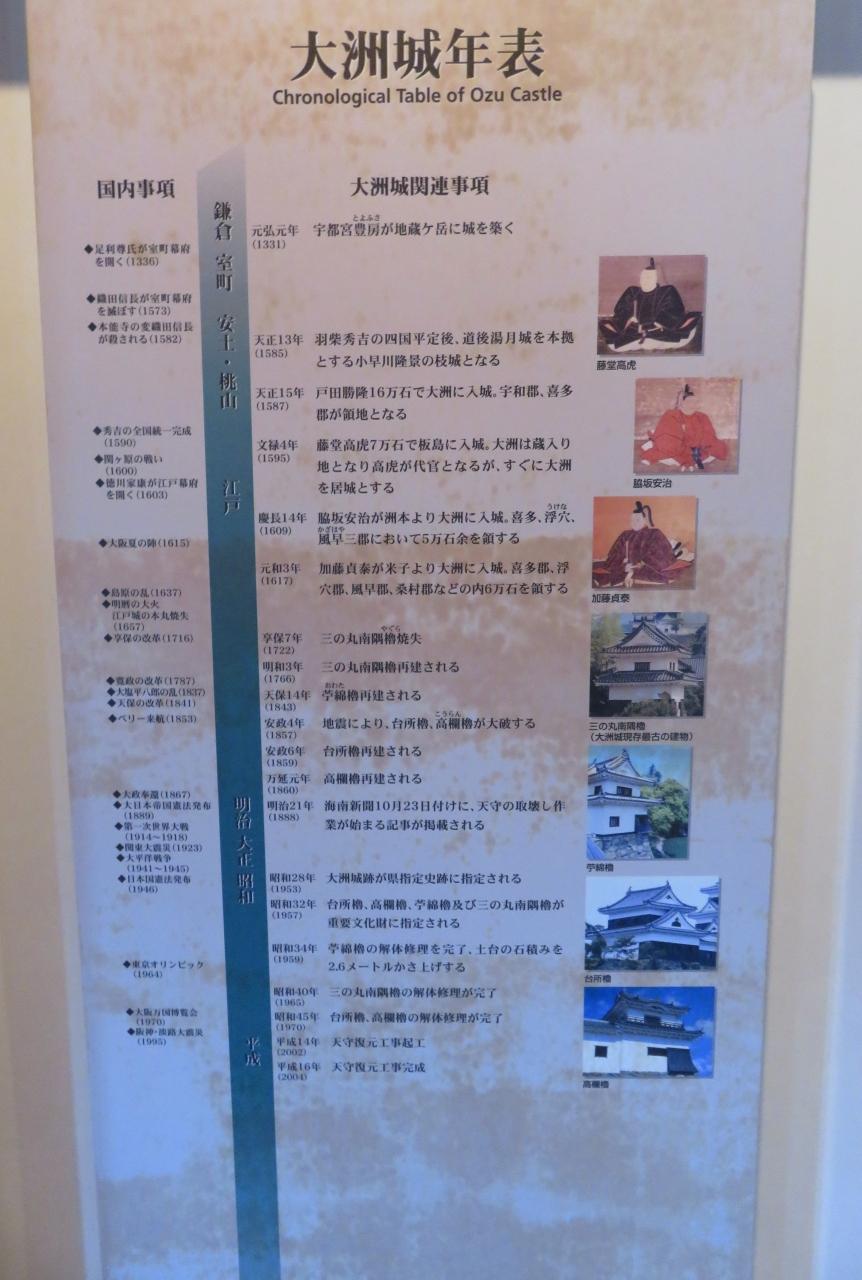 大洲城年表
Chronological Table of Ozu Castle
国内事項
◆足利尊氏が室町幕府
を開く(1336)
◆織田信長が室町幕府
を滅ぼす(1573)
◆本能寺の変織田信長
が殺される(1582)
◆秀吉の全国統一完成
(1590)
◆関ヶ原の戦い
(1600)
◆徳川家康が江戸幕府
を開く(1603)
◆大阪夏の陣(1615)
◆島原の乱(1637)
◆明暦の大火
江戸城の本丸焼失
(1657)
◆享保の改革(1716)
◆寛政の改革(1787)
◆大塩平八郎の乱(1837)
◆天保の改革(1841)
◆ペリー来航(1853)
◆大政奉還(1867)
◆大日本帝国憲法発布
(1889)
◆第一次世界大戦
(1914〜1918)
◆関東大震災(1923)
◆太平洋戦争
(1941〜1945)
◆日本国憲法発布
(1946)
◆東京オリンピック
(1964)
◆大阪万国博覧会
(1970)
◆阪神・淡路大震災
(1995)
鎌倉
室町
安土・桃山
江戸
明治
大正
昭和
平成
大洲城関連事項
とよふさ
元弘元年 宇都宮豊房が地蔵ケ岳に城を築く
(1331)
天正13年 羽柴秀吉の四国平定後、道後湯月城を本拠
(1585) とする小早川隆景の枝城となる
天正15年 戸田勝隆16万石で大洲に入城。宇和郡、喜多
(1587) 郡が領地となる
文禄4年 藤堂高虎7万石で板島に入城。大洲は蔵入り
(1595) 地となり高虎が代官となるが、すぐに大洲
を居城とする
うけな
慶長14年 脇坂安治が洲本より大洲に入城。喜多、浮穴、
かざはや
(1609) 風早三郡において5万石余を領する
元和3年 加藤貞泰が米子より大洲に入城。喜多郡、浮
(1617) 穴郡、風早郡、桑村郡などの内6万石を領する
やぐら
享保7年 三の丸南隅櫓焼失
(1722)
明和3年 三の丸南隅櫓再建される
(1766)
おわた
天保14年 苧綿櫓再建される
(1843)
こうらん
安政4年 地震により、台所櫓、高欄櫓が大破する
(1857)
安政6年 台所櫓再建される
(1859)
万延元年 高欄櫓再建される
(1860)
明治21年 海南新聞10月23日付けに、天守の取壊し作
(1888) 業が始まる記事が掲載される
昭和28年 大洲城跡が県指定史跡に指定される
(1953)
昭和32年 台所櫓、高欄櫓、苧綿櫓及び三の丸南隅櫓が
(1957) 重要文化財に指定される
昭和34年 苧綿櫓の解体修理を完了、土台の石積みを
(1959) 2.6メートルかさ上げする
昭和40年 三の丸南隅櫓の解体修理が完了
(1965)
昭和45年 台所櫓、高欄櫓の解体修理が完了
(1970)
平成14年 天守復元工事起工
(2002)
平成16年 天守復元工事完成
(2004)
藤堂高虎
脇坂安治
加藤貞泰
三の丸南隅櫓
(大洲城現存最古の建物)
苧綿櫓
台所櫓
高欄櫓